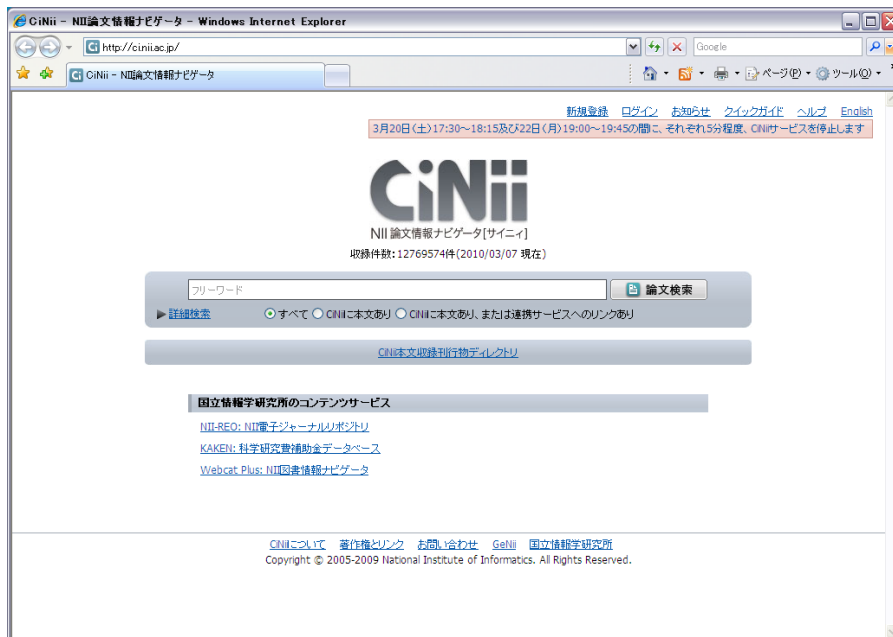 CiNii - NII論文情報ナビゲータ - Windows Internet Explorer
http://ci.nii.ac.jp/
Google
CiNii - NII論文情報ナビゲータ
ページ(P) ツール(O)
新規登録 ログイン お知らせ クイックガイド ヘルプ English
3月20日(土)17:30～18:15及び22日(月)19:00～19:45の間に、それぞれ5分程度、CiNiiサービスを停止します
CiNii
NII 論文情報ナビゲータ[サイニィ]
収録件数:12769574件(2010/03/07 現在)
フリーワード 論文検索
詳細検索 すべて CiNiiに本文あり CiNiiに本文あり、または連携サービスへのリンクあり
CiNii本文収録刊行物ディレクトリ
国立情報学研究所のコンテンツサービス
NII-REO: NII電子ジャーナルリポジトリ
KAKEN: 科学研究費補助金データベース
Webcat Plus: NII図書情報ナビゲータ
CiNiiについて 著作権とリンク お問い合わせ GeNii 国立情報学研究所
Copyright © 2005-2009 National Institute of Informatics. All Rights Reserved.